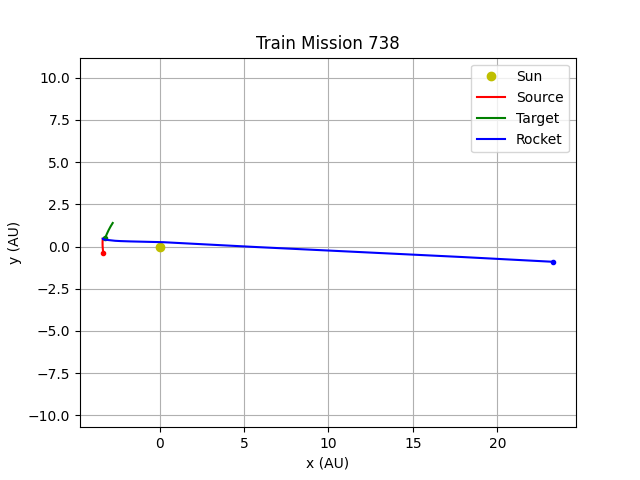 Train Mission 738
Sun
Source
Target
Rocket
10.0
7.5
5.0
2.5
0.0
−2.5
−5.0
−7.5
−10.0
y (AU)
0 5 10 15 20
x (AU)